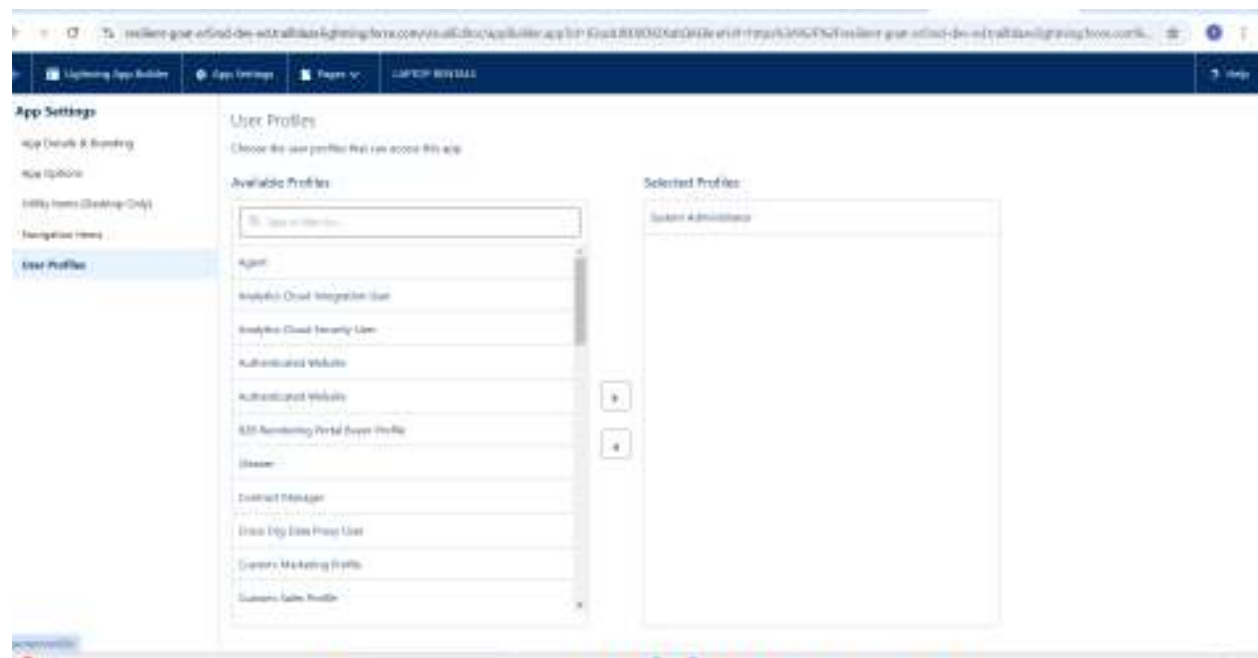 Lightning App Builder
App Settings
Pages
LAPTOP RENTALS
? Help
App Settings
App Details & Branding
App Options
Utility Items (Desktop Only)
Navigation Items
User Profiles
User Profiles
Choose the user profiles that can access this app.
Available Profiles
Agent
Analytics Cloud Integration User
Analytics Cloud Security User
Authenticated Website
Authenticated Website
B2B Reordering Portal Buyer Profile
Contract Manager
Cross Org Data Proxy User
Custom: Marketing Profile
Custom: Sales Profile
Selected Profiles
System Administrator